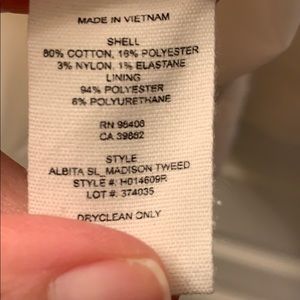 MADE IN VIETNAM
SHELL
80% COTTON, 16% POLYESTER
3% NYLON, 1% ELASTANE
LINING
94% POLYESTER
6% POLYURETHANE
RN 96408
CA 39862
STYLE
ALBITA SL_MADISON TWEED
STYLE #: H014609R
LOT #: 374035
DRYCLEAN ONLY